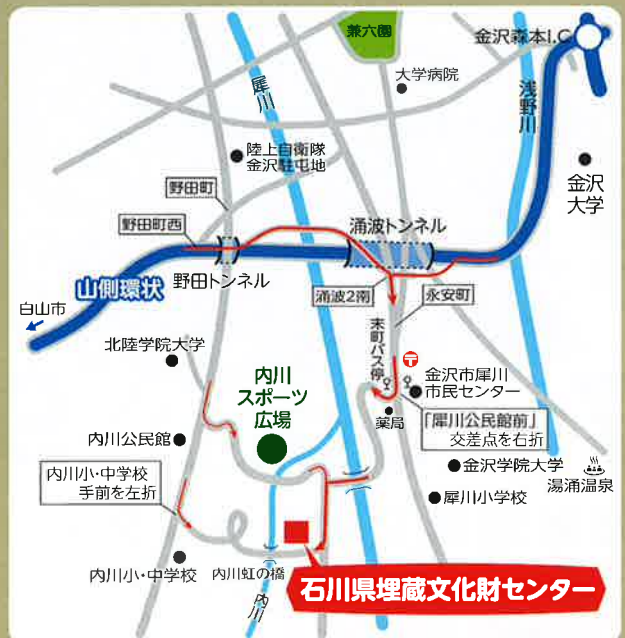 兼六園
金沢森本I.C
大学病院
犀川
浅野川
陸上自衛隊
金沢駐屯地
金沢
大学
野田町
野田町西
涌波トンネル
野田トンネル
山側環状
涌波2南
永安町
白山市
末町バス停
北陸学院大学
〒
内川
スポーツ
広場
金沢市犀川
市民センター
薬局
「犀川公民館前」
交差点を右折
内川公民館
金沢学院大学
湯涌温泉
内川小・中学校
手前を左折
犀川小学校
内川小・中学校
内川虹の橋
内川
石川県埋蔵文化財センター